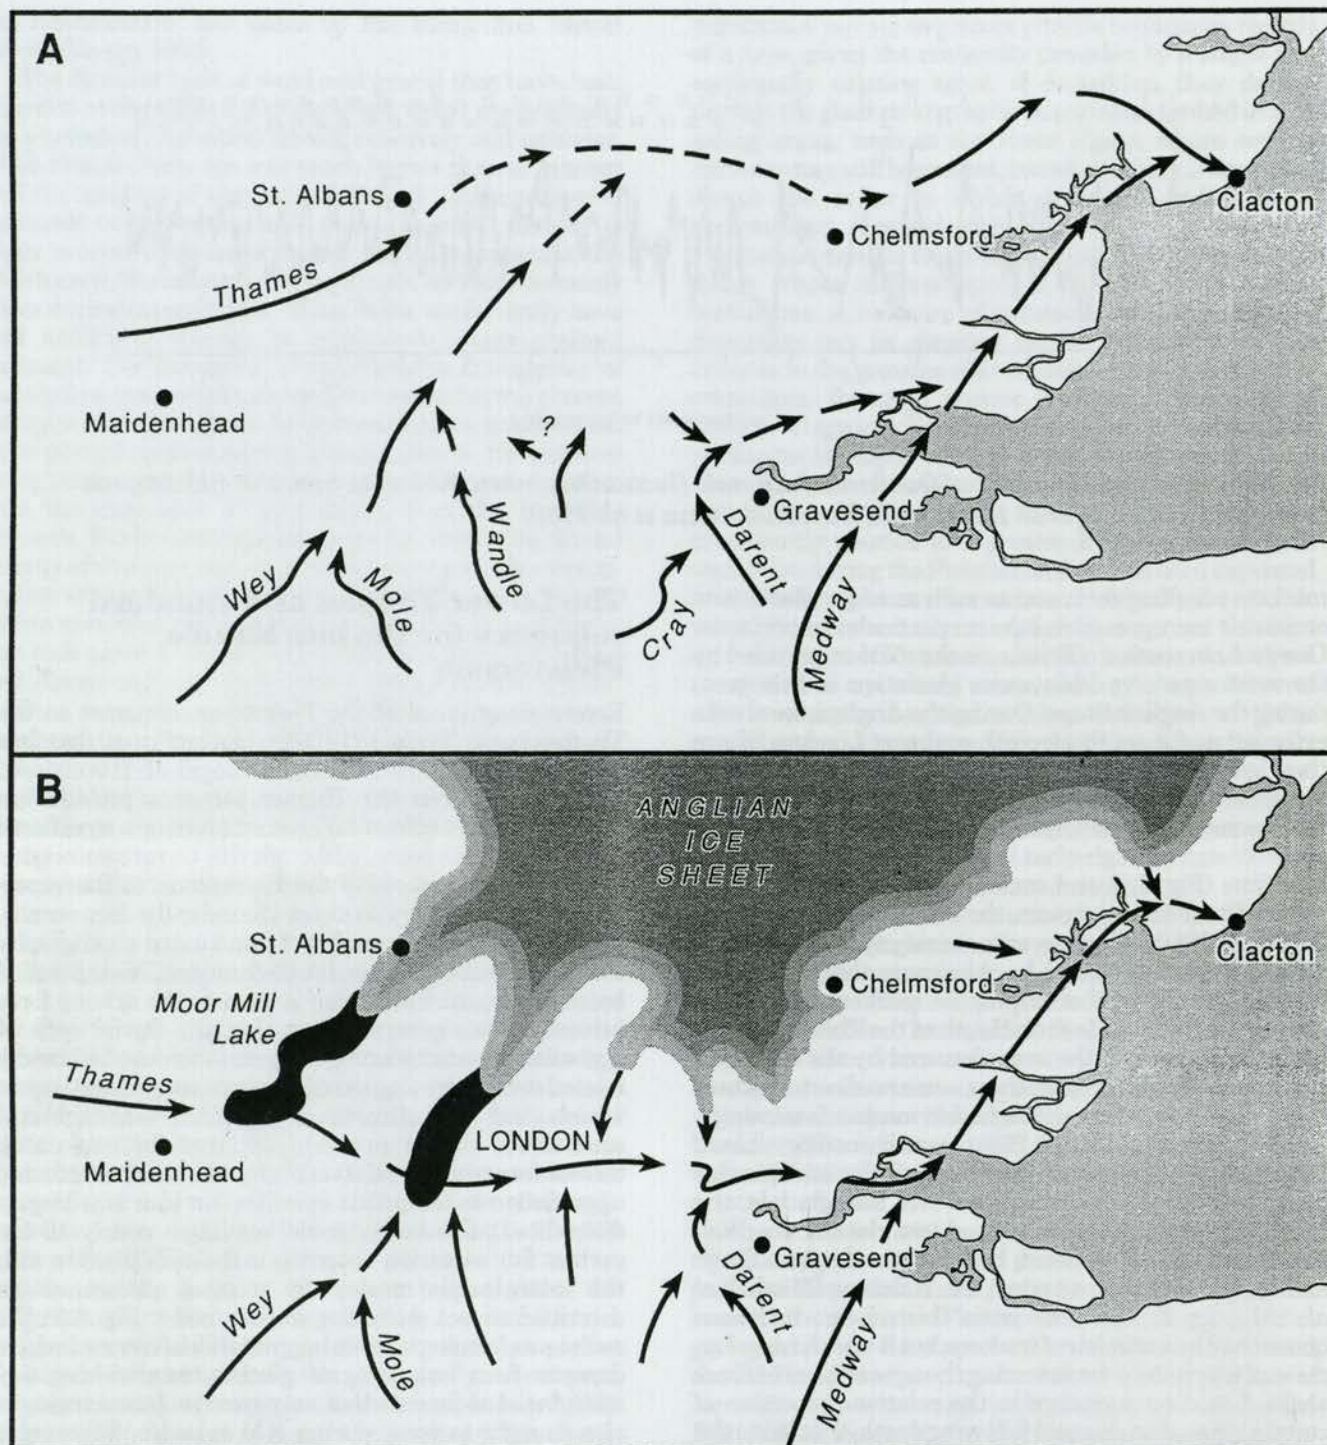 A
St. Albans
Thames
Maidenhead
Clacton
Chelmsford
?
Wandle
Gravesend
Darent
Wey
Mole
Cray
Medway
B
ANGLIAN
ICE
SHEET
St. Albans
Moor Mill
Lake
Clacton
Chelmsford
Thames
LONDON
Maidenhead
Gravesend
Darent
Wey
Mole
Medway